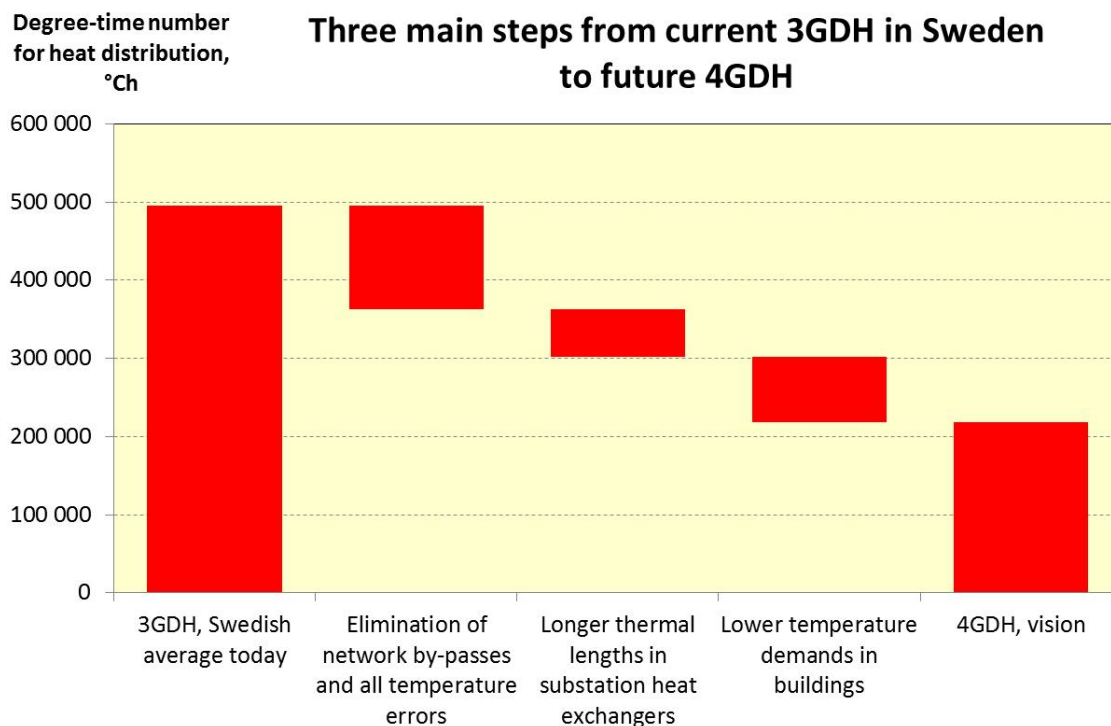 Degree-time number
for heat distribution,
°Ch
Three main steps from current 3GDH in Sweden
to future 4GDH
600 000
500 000
400 000
300 000
200 000
100 000
0
3GDH, Swedish
average today
Elimination of
network by-passes
and all temperature
errors
Longer thermal
lengths in
substation heat
exchangers
Lower temperature
demands in
buildings
4GDH, vision